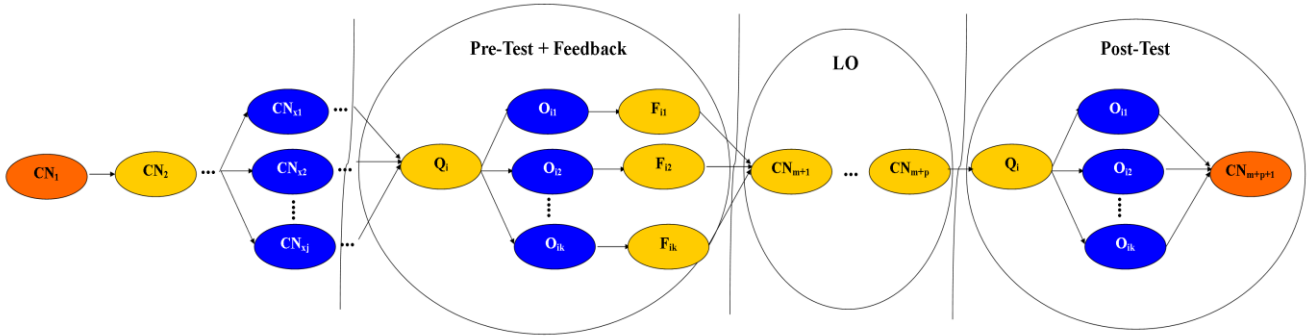 Pre-Test + Feedback
LO
Post-Test
CN1
CN2
...
CNx1
...
CNx2
...
CNxj
...
Qi
Oi1
Fi1
Oi2
Fi2
Oik
Fik
CNm+1
...
CNm+p
Qi
Oi1
Oi2
Oik
CNm+p+1